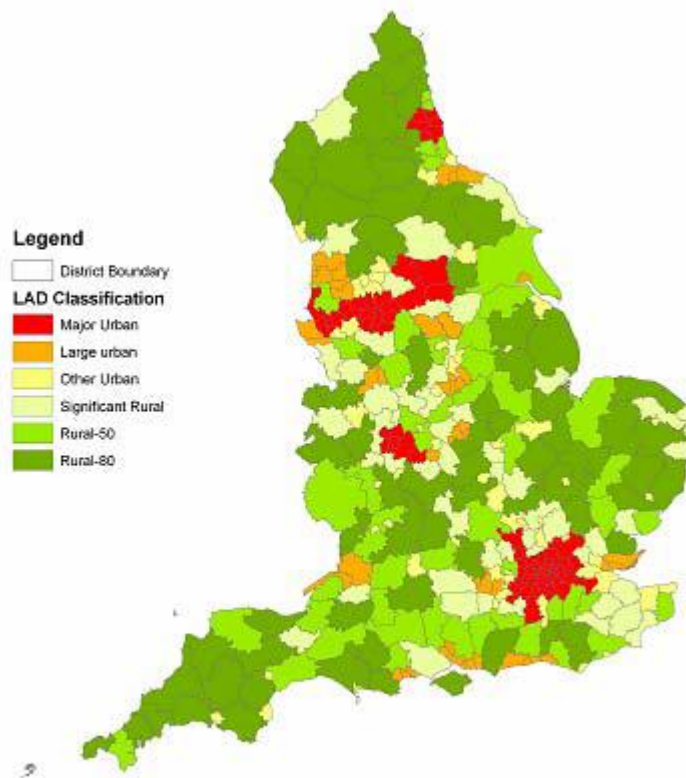 Legend
District Boundary
LAD Classification
Major Urban
Large urban
Other Urban
Significant Rural
Rural-50
Rural-80